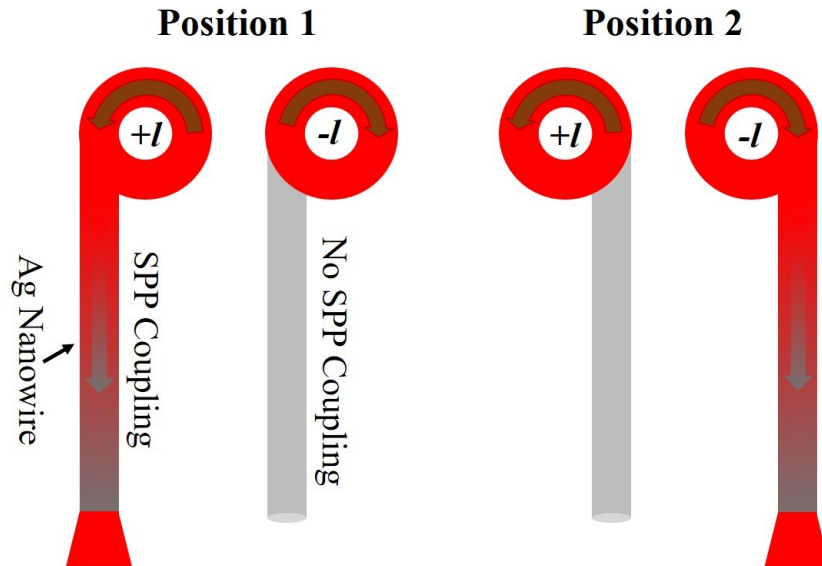 Position 1
Position 2
+l
-l
+l
-l
Ag Nanowire
SPP Coupling
No SPP Coupling